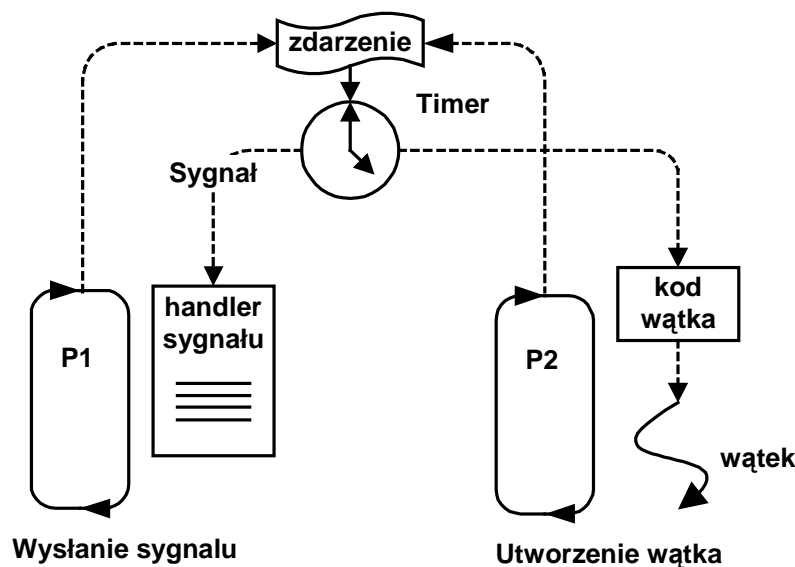 zdarzenie
Timer
Sygnał
handler
sygnału
kod
wątka
P1
P2
wątek
Wysłanie sygnalu
Utworzenie wątka